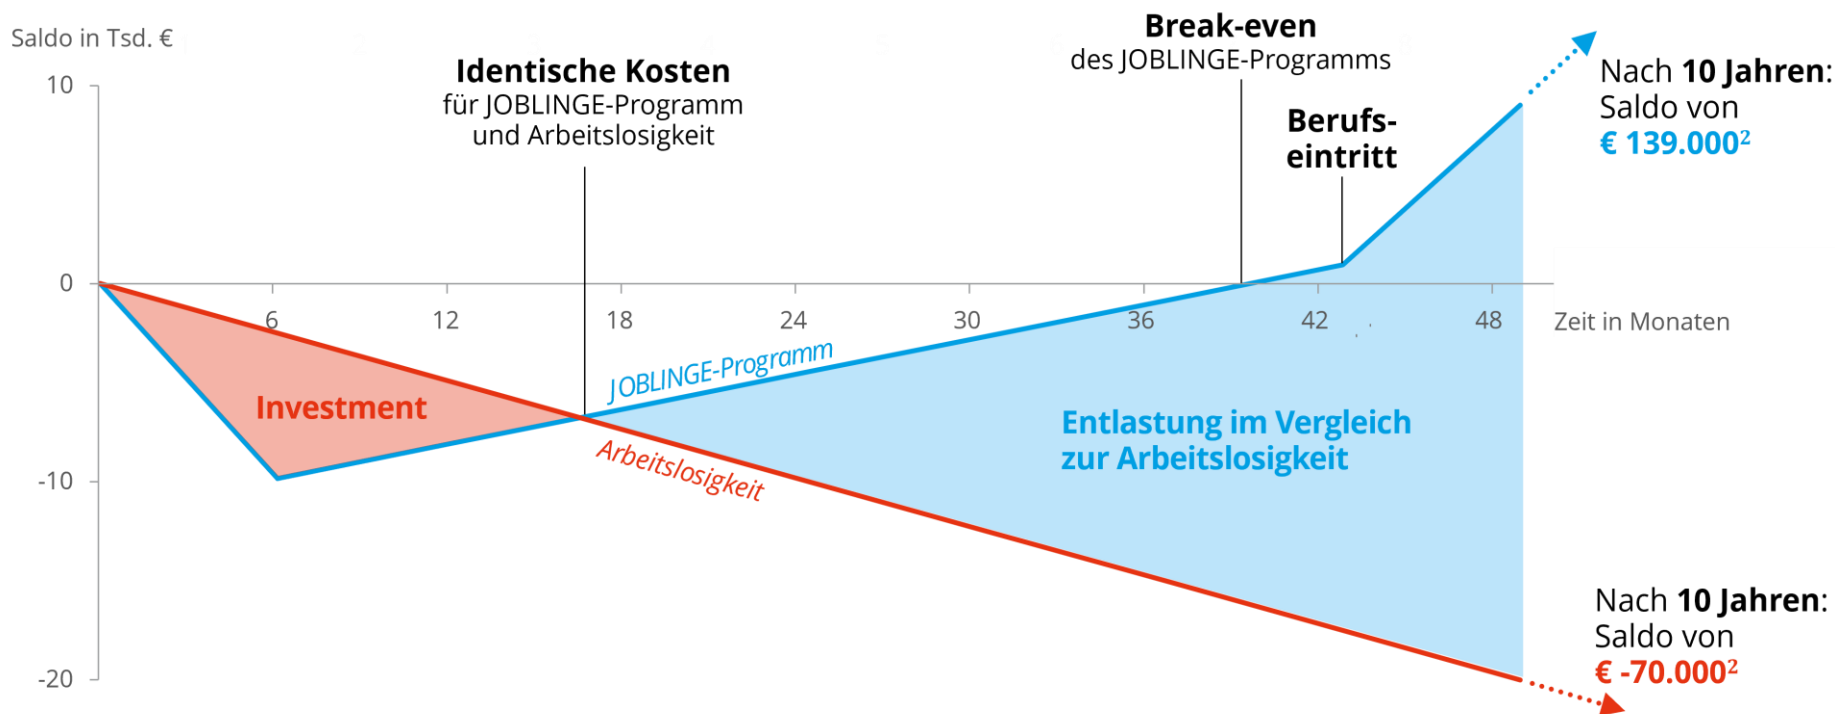 Saldo in Tsd. €
10
0
-10
-20
Identische Kosten
für JOBLINGE-Programm
und Arbeitslosigkeit
Break-even
des JOBLINGE-Programms
Berufs-
eintritt
Nach 10 Jahren:
Saldo von
€ 139.000²
6 12 18 24 30 36 42 48 Zeit in Monaten
JOBLINGE-Programm
Investment
Arbeitslosigkeit
Entlastung im Vergleich
zur Arbeitslosigkeit
Nach 10 Jahren:
Saldo von
€ -70.000²